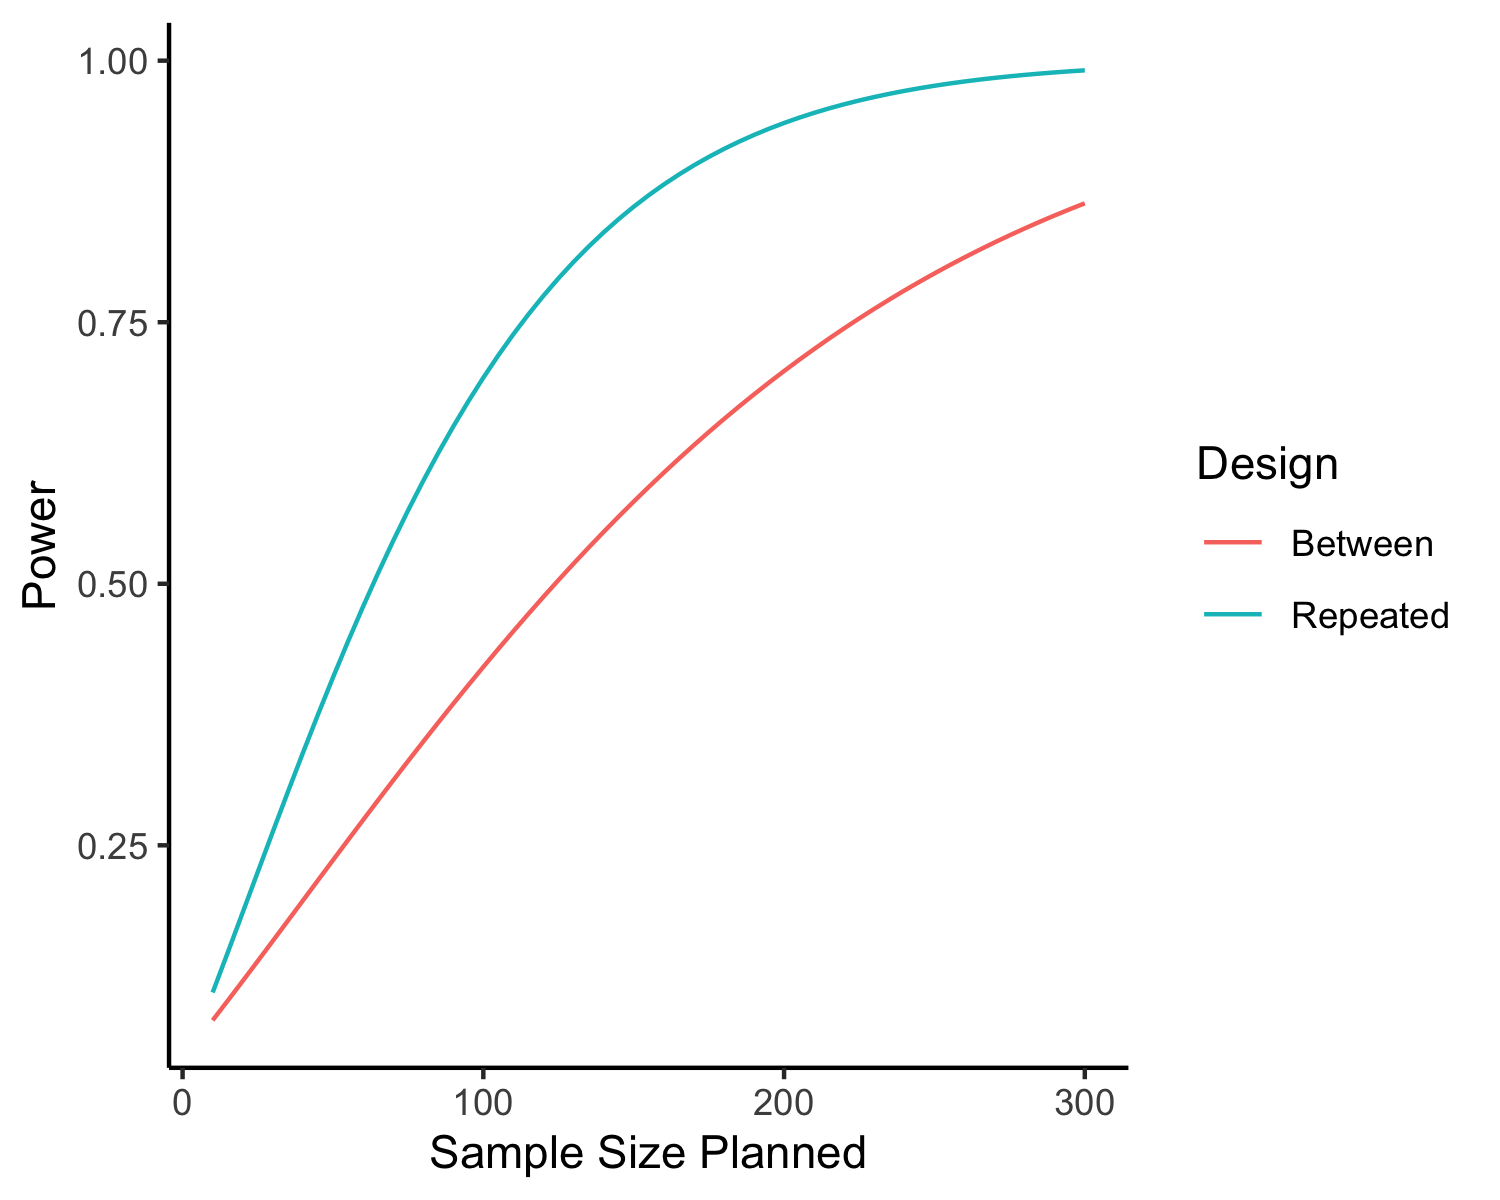 1.00
0.75
0.50
0.25
Power
0 100 200 300
Sample Size Planned
Design
Between
Repeated